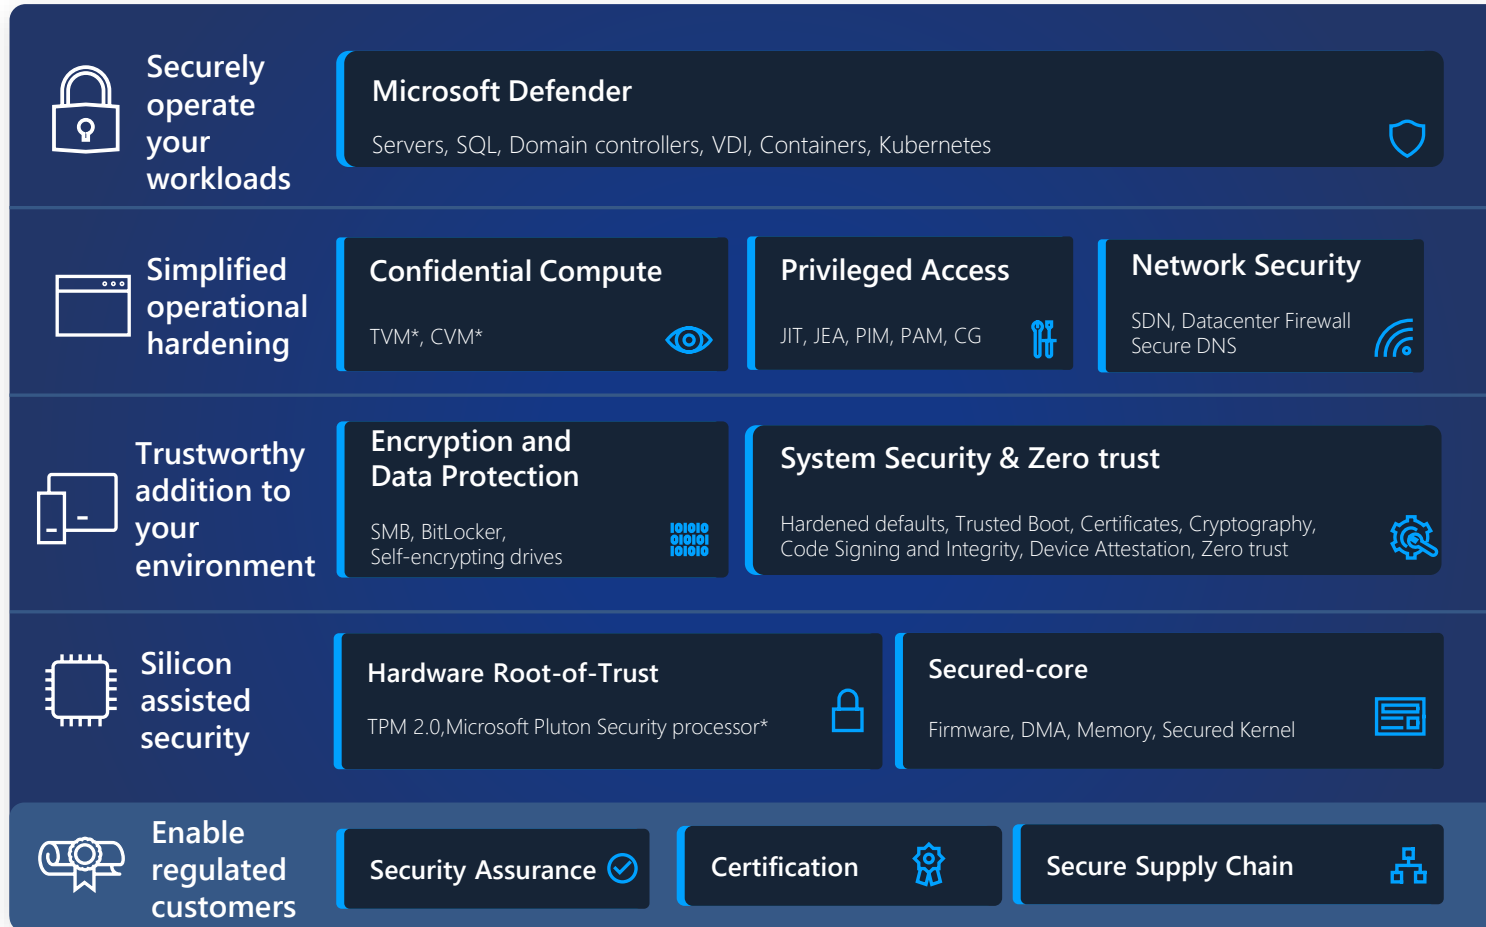 Securely
operate
your
workloads
Microsoft Defender
Servers, SQL, Domain controllers, VDI, Containers, Kubernetes
Simplified
operational
hardening
Confidential Compute
TVM*, CVM*
Privileged Access
JIT, JEA, PIM, PAM, CG
Network Security
SDN, Datacenter Firewall
Secure DNS
Trustworthy
addition to
your
environment
Encryption and
Data Protection
SMB, BitLocker,
Self-encrypting drives
10101
01010
10101
System Security & Zero trust
Hardened defaults, Trusted Boot, Certificates, Cryptography,
Code Signing and Integrity, Device Attestation, Zero trust
Silicon
assisted
security
Hardware Root-of-Trust
TPM 2.0,Microsoft Pluton Security processor*
Secured-core
Firmware, DMA, Memory, Secured Kernel
Enable
regulated
customers
Security Assurance
Certification
Secure Supply Chain